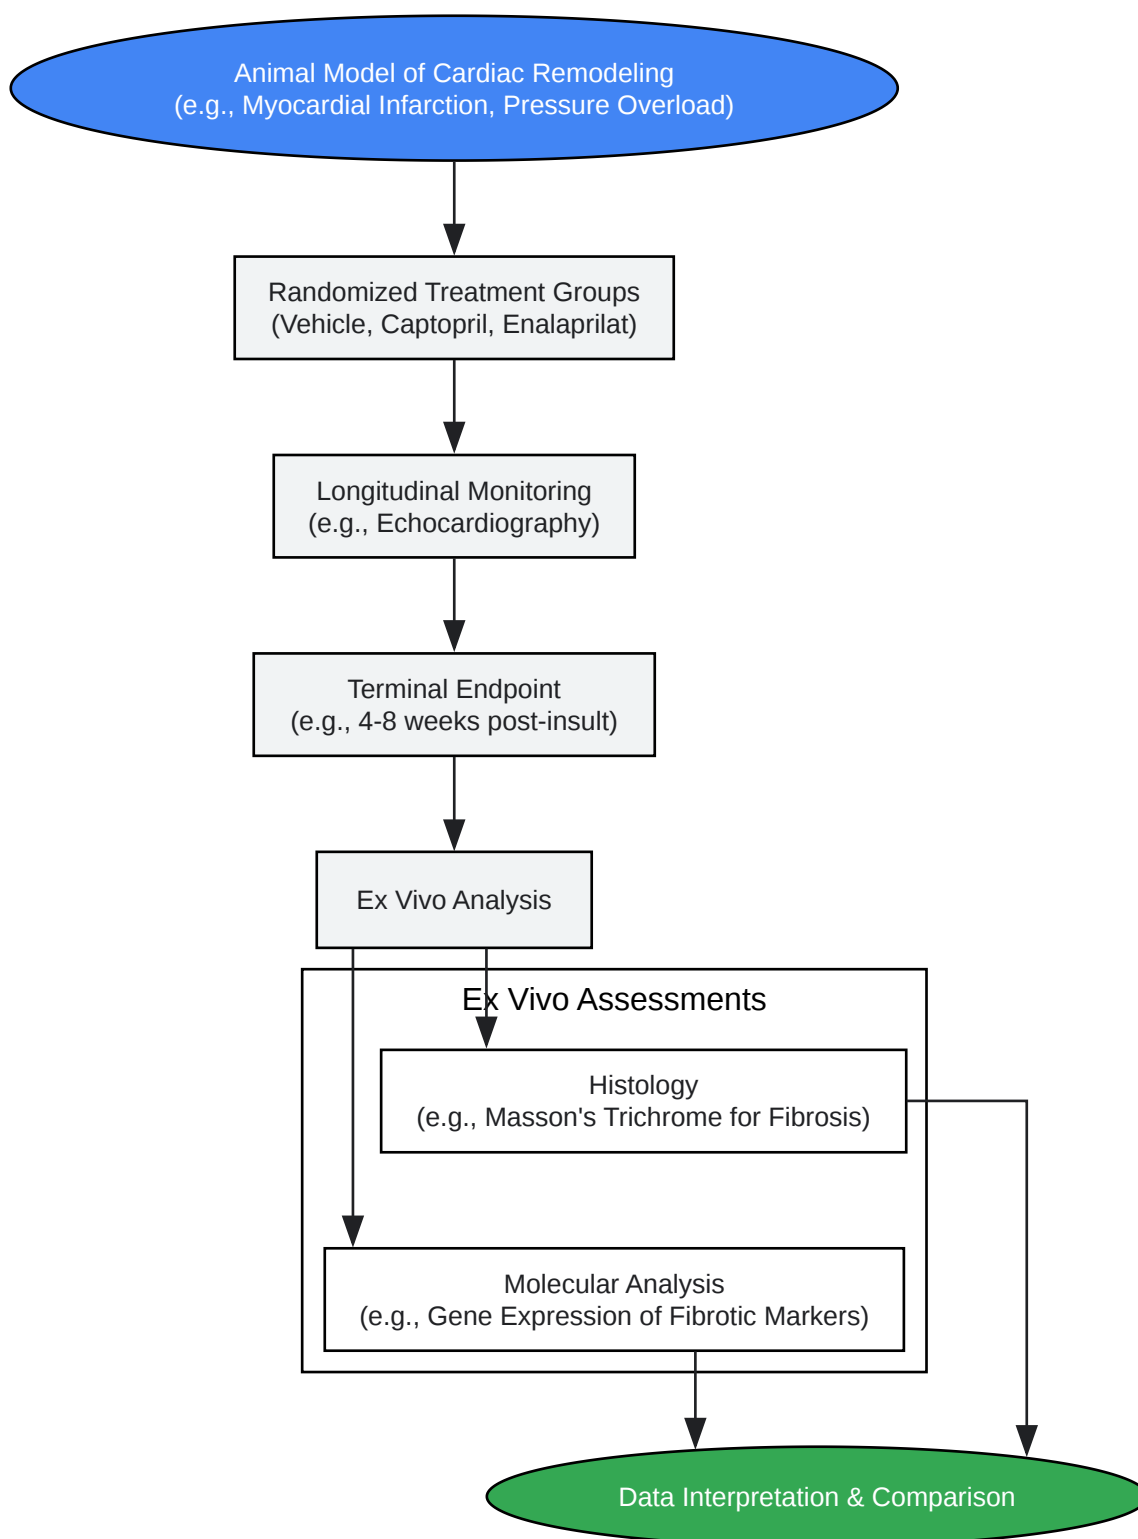 Animal Model of Cardiac Remodeling
(e.g., Myocardial Infarction, Pressure Overload)
Randomized Treatment Groups
(Vehicle, Captopril, Enalaprilat)
Longitudinal Monitoring
(e.g., Echocardiography)
Terminal Endpoint
(e.g., 4-8 weeks post-insult)
Ex Vivo Analysis
Ex Vivo Assessments
Histology
(e.g., Masson's Trichrome for Fibrosis)
Molecular Analysis
(e.g., Gene Expression of Fibrotic Markers)
Data Interpretation & Comparison